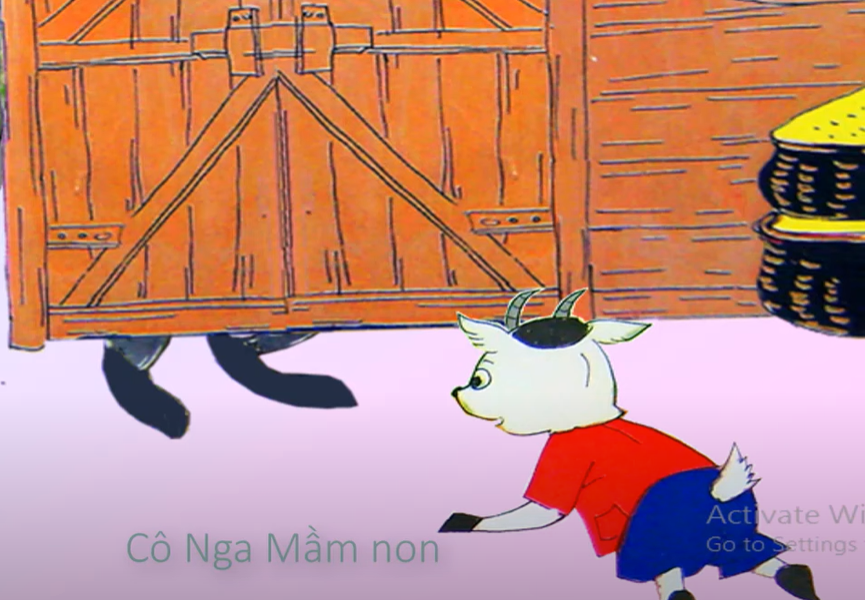 Cô Nga Mầm non
Activate Wi
Go to Settings